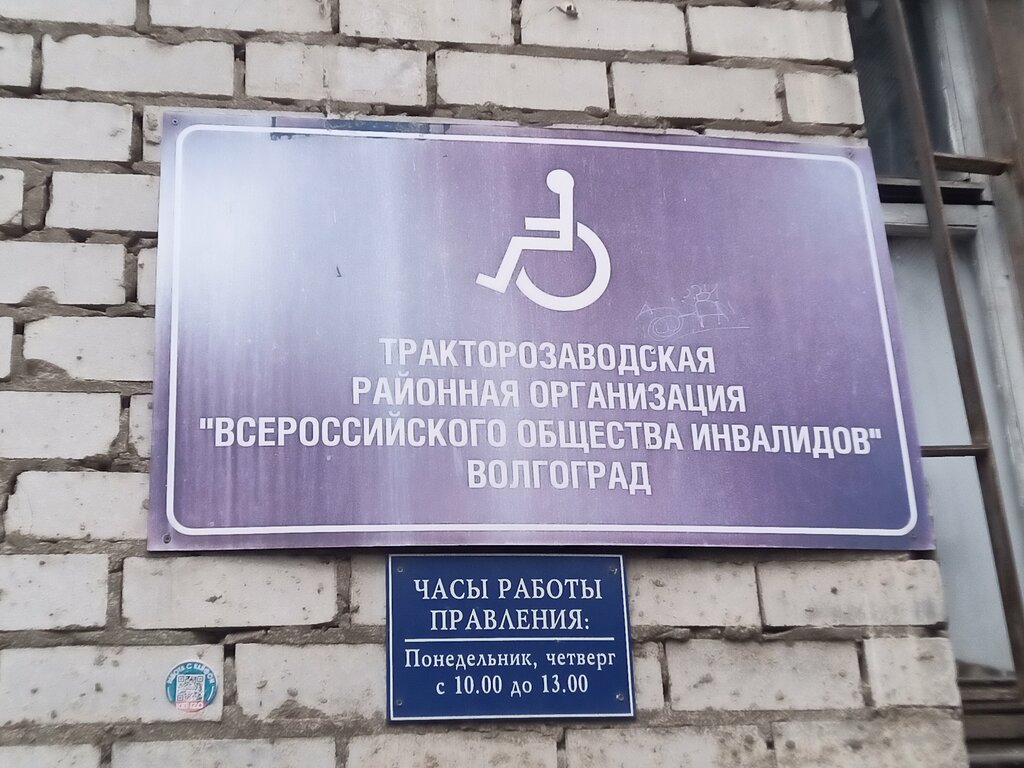 ТРАКТОРОЗАВОДСКАЯ
РАЙОННАЯ ОРГАНИЗАЦИЯ
"ВСЕРОССИЙСКОГО ОБЩЕСТВА ИНВАЛИДОВ"
ВОЛГОГРАД
ЧАСЫ РАБОТЫ
ПРАВЛЕНИЯ:
Понедельник, четверг
с 10.00 до 13.00